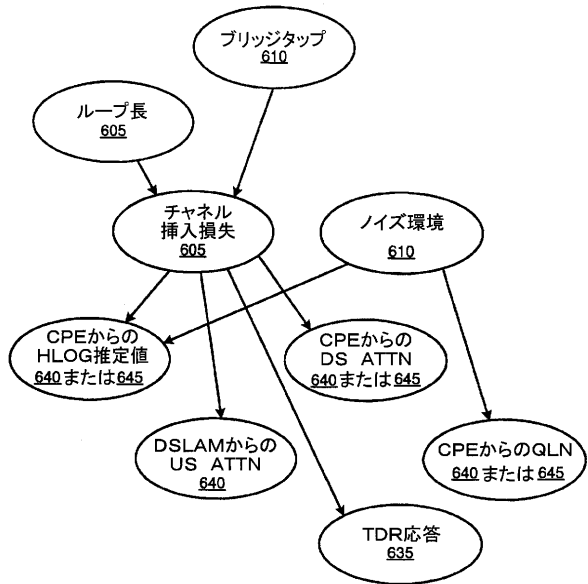 ブリッジタップ
610
ループ長
605
チャネル
挿入損失
605
ノイズ環境
610
CPEからの
HLOG推定値
640または645
CPEからの
DS ATTN
640または645
DSLAMからの
US ATTN
640
CPEからのQLN
640または645
TDR応答
635